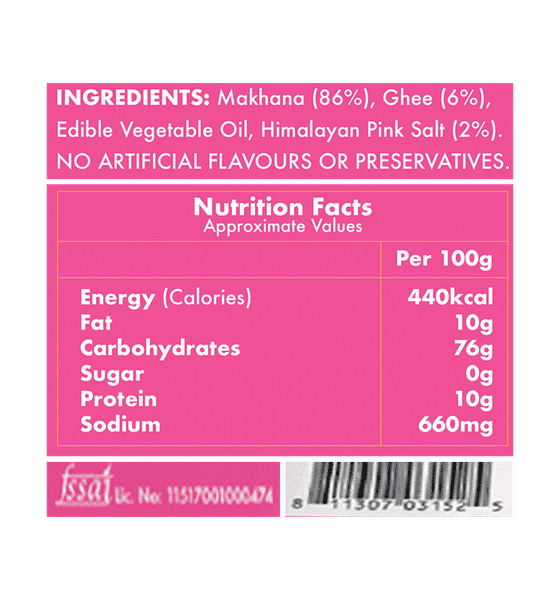 INGREDIENTS: Makhana (86%), Ghee (6%),
Edible Vegetable Oil, Himalayan Pink Salt (2%).
NO ARTIFICIAL FLAVOURS OR PRESERVATIVES.
Nutrition Facts
Approximate Values
Per 100g
Energy (Calories) 440kcal
Fat 10g
Carbohydrates 76g
Sugar 0g
Protein 10g
Sodium 660mg
fssai Lic. No: 11517001000474
8 11307 03152 5